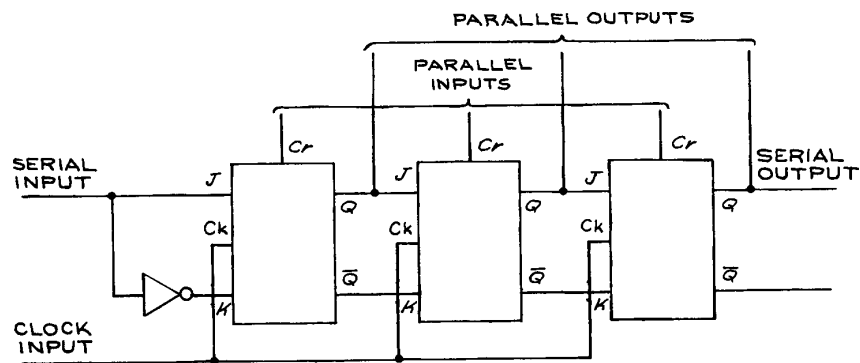 PARALLEL OUTPUTS
PARALLEL
INPUTS
Cr Cr Cr
SERIAL
INPUT
SERIAL
OUTPUT
J Q J Q J Q
Ck Ck Ck
K Q̅ K Q̅ K Q̅
CLOCK
INPUT